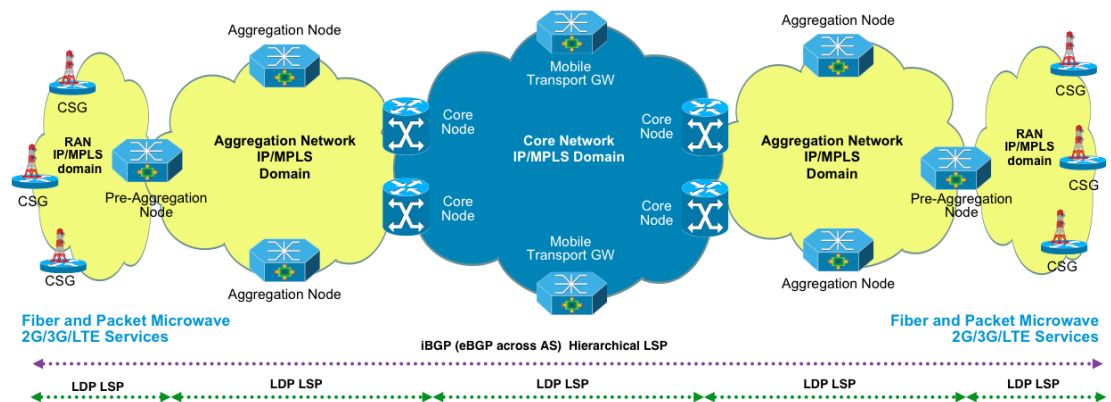 Aggregation Node
Mobile
Transport GW
Aggregation Node
CSG
RAN
IP/MPLS
domain
CSG
Pre-Aggregation
Node
CSG
Aggregation Network
IP/MPLS
Domain
Aggregation Node
Core
Node
Core
Node
Core Network
IP/MPLS Domain
Mobile
Transport GW
Core
Node
Core
Node
Aggregation Network
IP/MPLS
Domain
Aggregation Node
Pre-Aggregation
Node
CSG
RAN
IP/MPLS
domain
CSG
CSG
Fiber and Packet Microwave
2G/3G/LTE Services
Fiber and Packet Microwave
2G/3G/LTE Services
iBGP (eBGP across AS) Hierarchical LSP
LDP LSP
LDP LSP
LDP LSP
LDP LSP
LDP LSP